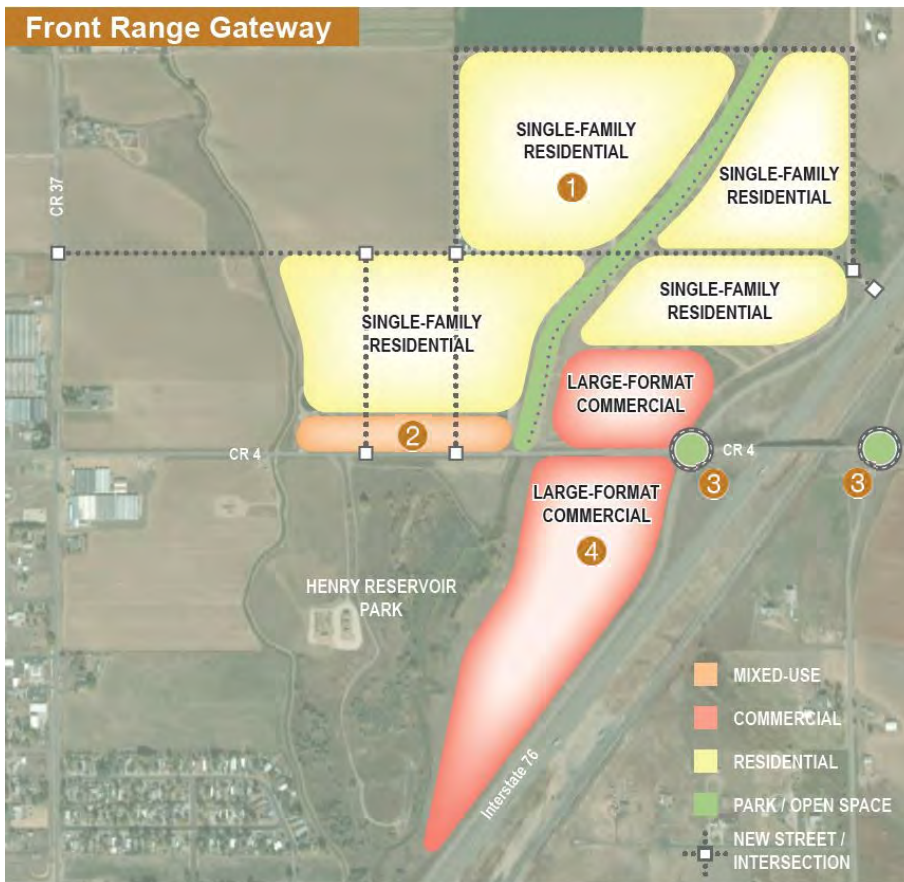 Front Range Gateway
SINGLE-FAMILY
RESIDENTIAL
1
SINGLE-FAMILY
RESIDENTIAL
CR 37
SINGLE-FAMILY
RESIDENTIAL
SINGLE-FAMILY
RESIDENTIAL
LARGE-FORMAT
COMMERCIAL
2
CR 4
CR 4
3
3
LARGE-FORMAT
COMMERCIAL
4
HENRY RESERVOIR
PARK
Interstate 76
MIXED-USE
COMMERCIAL
RESIDENTIAL
PARK / OPEN SPACE
NEW STREET /
INTERSECTION